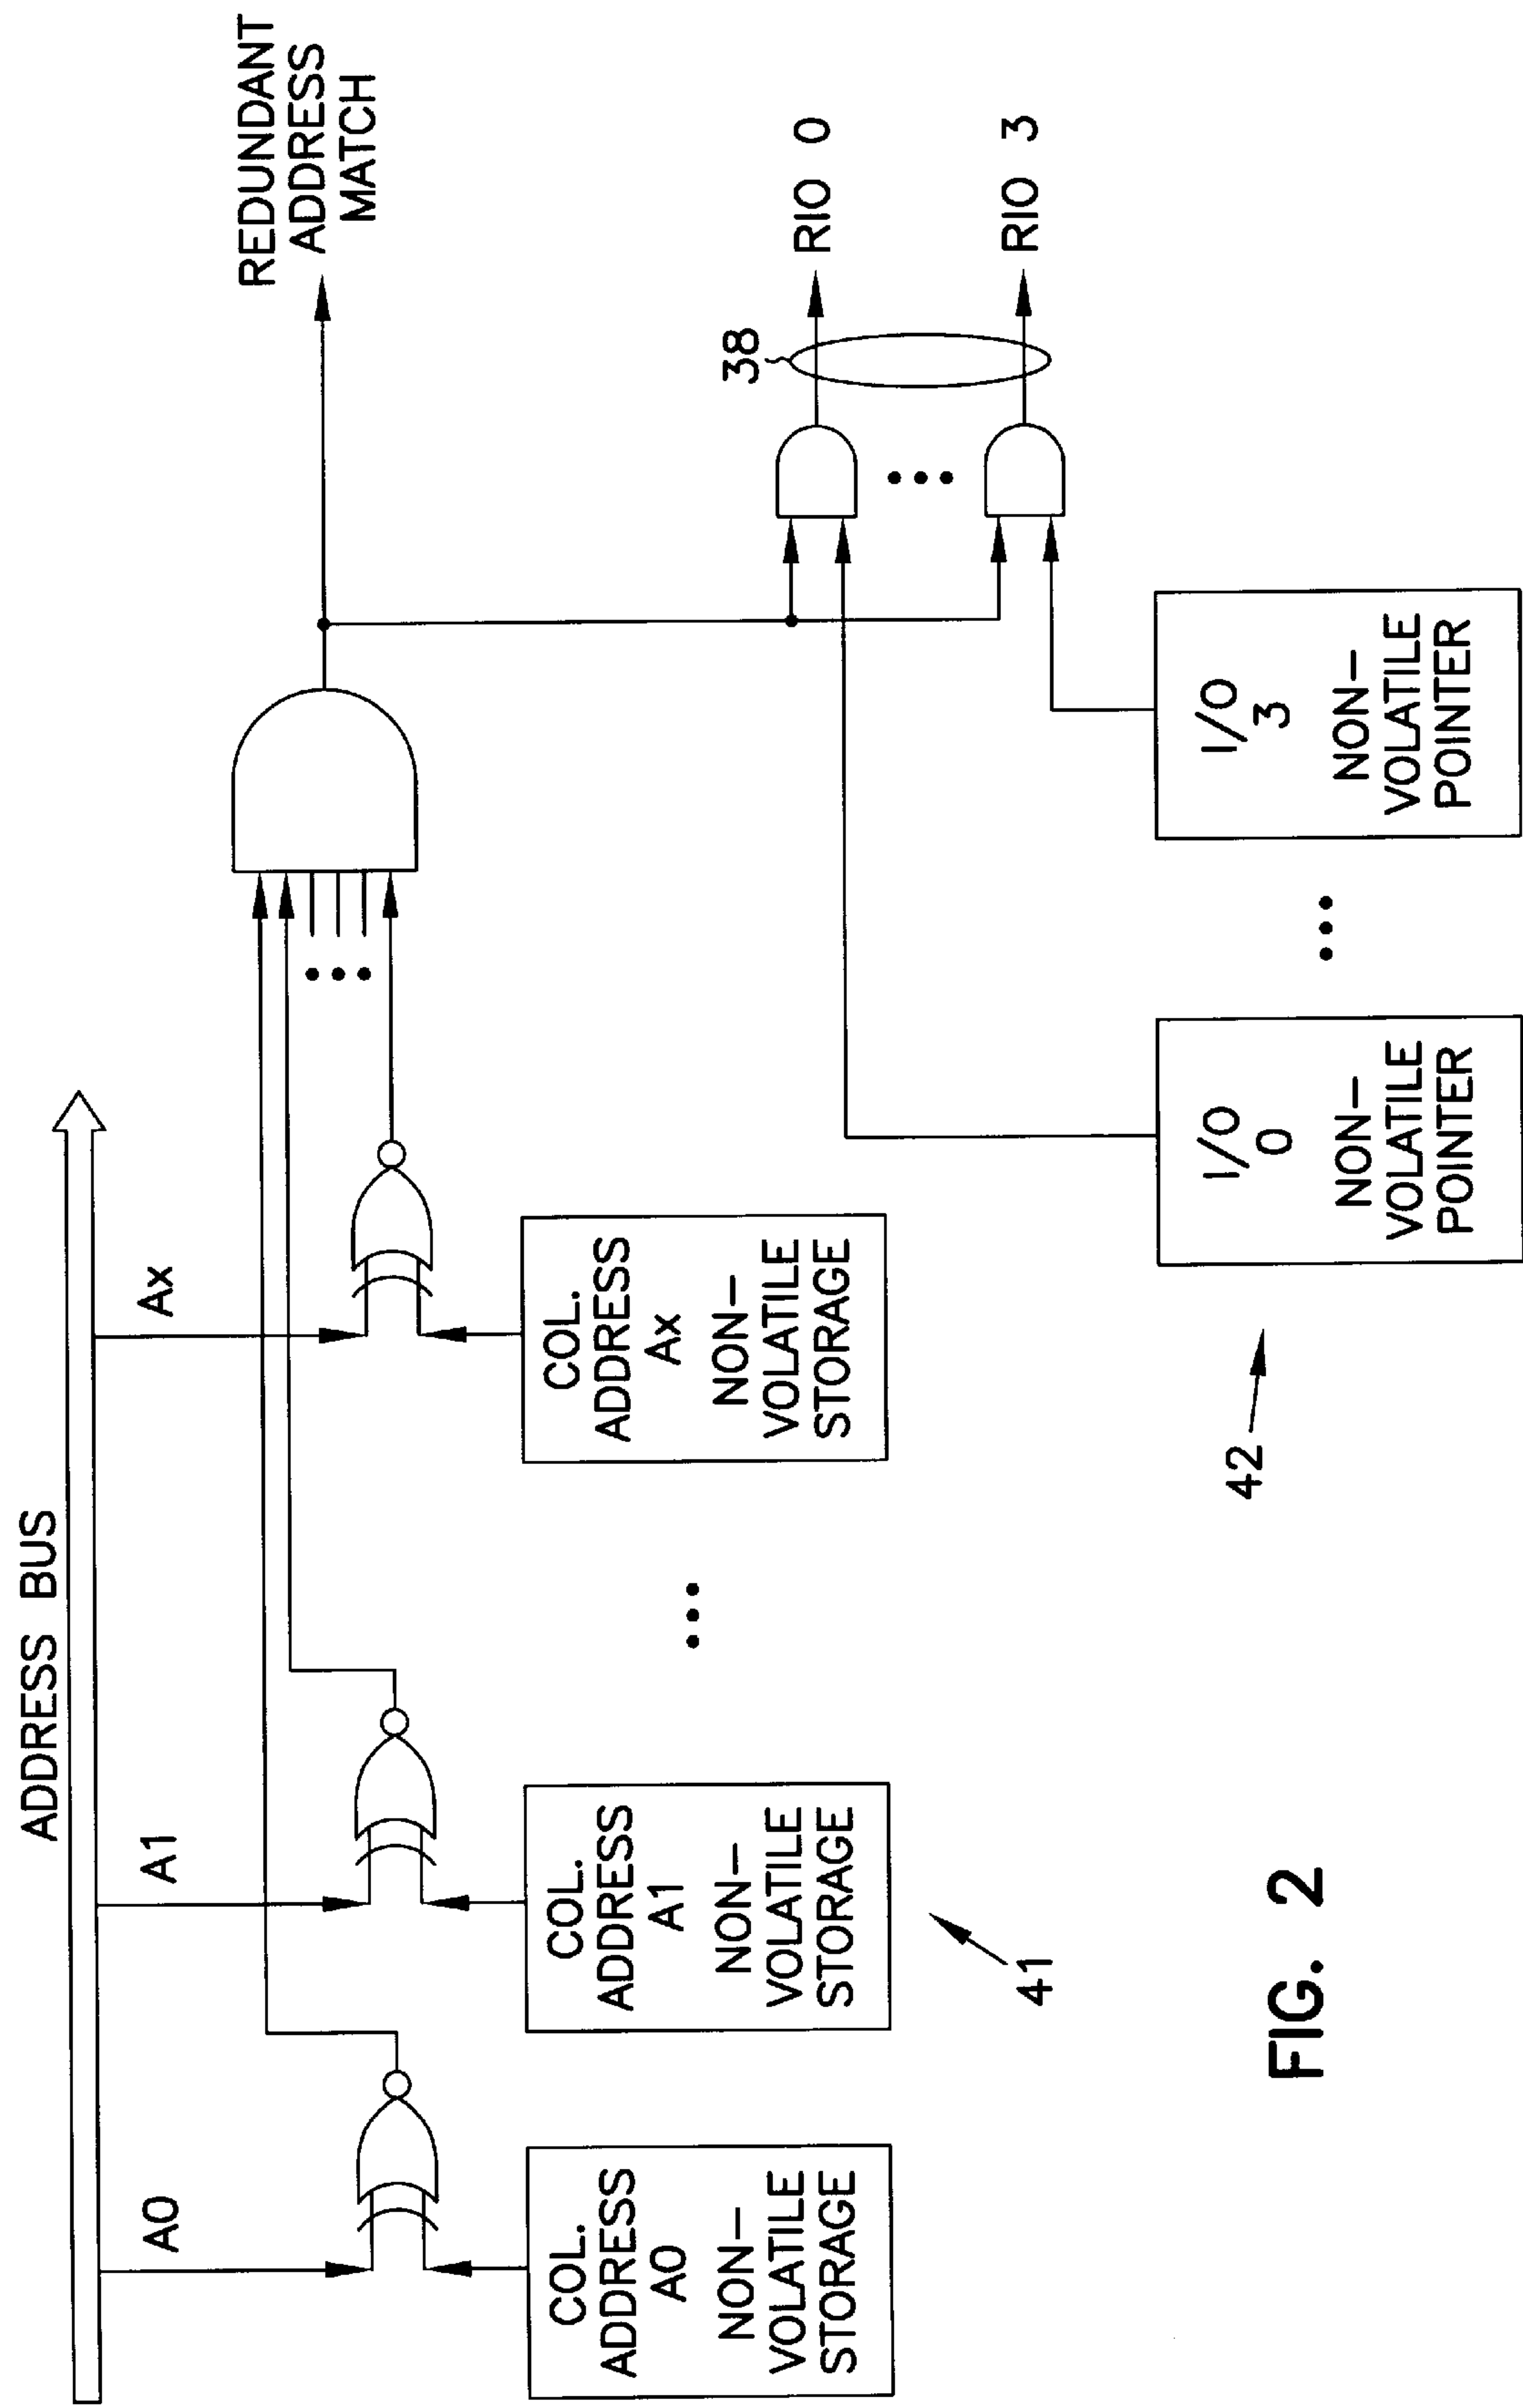 ADDRESS BUS
A0
A1
Ax
REDUNDANT
ADDRESS
MATCH
COL.
ADDRESS
A0
NON-
VOLATILE
STORAGE
COL.
ADDRESS
A1
NON-
VOLATILE
STORAGE
COL.
ADDRESS
Ax
NON-
VOLATILE
STORAGE
41
38
RIO 0
RIO 3
I/O
0
NON-
VOLATILE
POINTER
I/O
3
NON-
VOLATILE
POINTER
42
FIG. 2